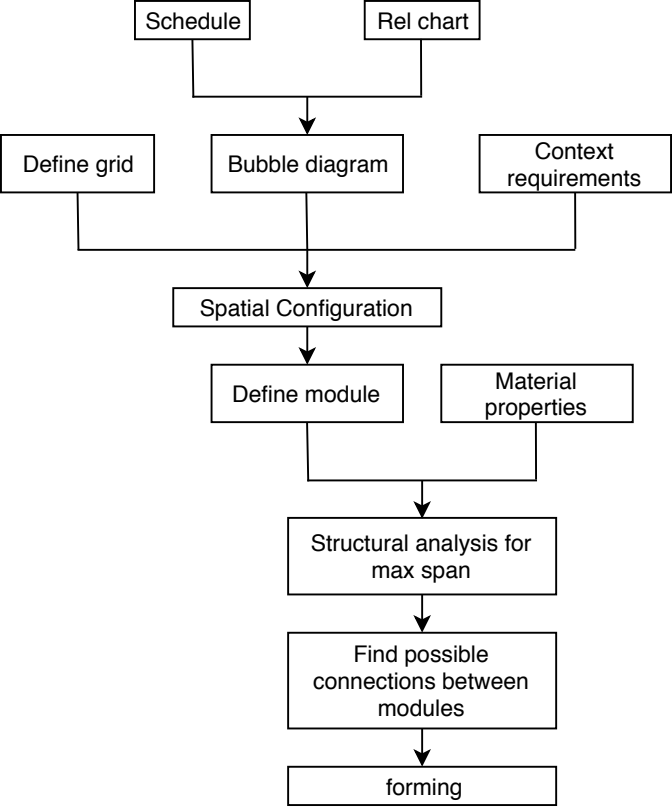 Schedule
Rel chart
Define grid
Bubble diagram
Context
requirements
Spatial Configuration
Define module
Material
properties
Structural analysis for
max span
Find possible
connections between
modules
forming